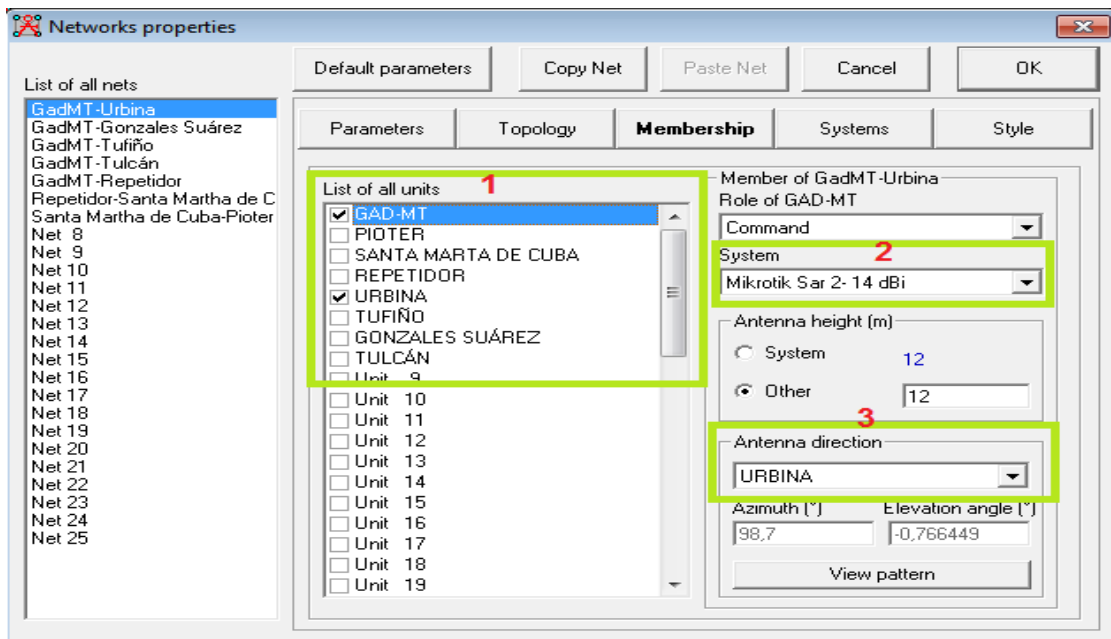 Networks properties
Default parameters
Copy Net
Paste Net
Cancel
OK
List of all nets
GadMT-Urbina
GadMT-Gonzales Suárez
GadMT-Tufiño
GadMT-Tulcán
GadMT-Repetidor
Repetidor-Santa Martha de C
Santa Martha de Cuba-Pioter
Net 8
Net 9
Net 10
Net 11
Net 12
Net 13
Net 14
Net 15
Net 16
Net 17
Net 18
Net 19
Net 20
Net 21
Net 22
Net 23
Net 24
Net 25
Parameters
Topology
Membership
Systems
Style
List of all units
1
GAD-MT
PIOTER
SANTA MARTA DE CUBA
REPETIDOR
URBINA
TUFIÑO
GONZALES SUÁREZ
TULCÁN
Unit 9
Unit 10
Unit 11
Unit 12
Unit 13
Unit 14
Unit 15
Unit 16
Unit 17
Unit 18
Unit 19
Member of GadMT-Urbina
Role of GAD-MT
Command
System
2
Mikrotik Sar 2- 14 dBi
Antenna height (m)
System 12
Other 12
3
Antenna direction
URBINA
Azimuth (°) Elevation angle (°)
98,7 -0,766449
View pattern